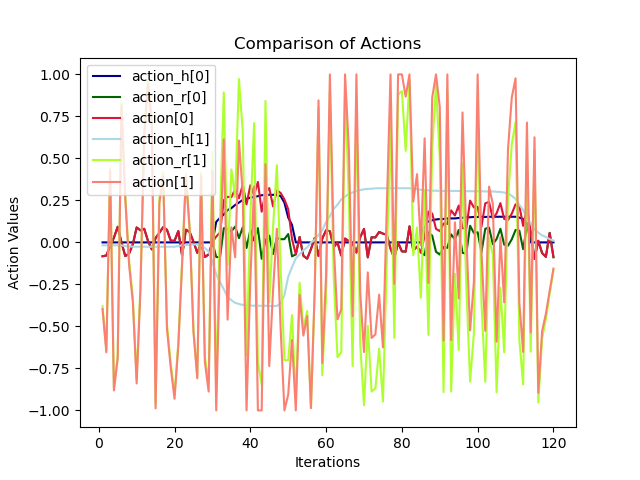 Comparison of Actions
action_h[0]
action_r[0]
action[0]
action_h[1]
action_r[1]
action[1]
1.00
0.75
0.50
0.25
0.00
−0.25
−0.50
−0.75
−1.00
Action Values
0 20 40 60 80 100 120
Iterations